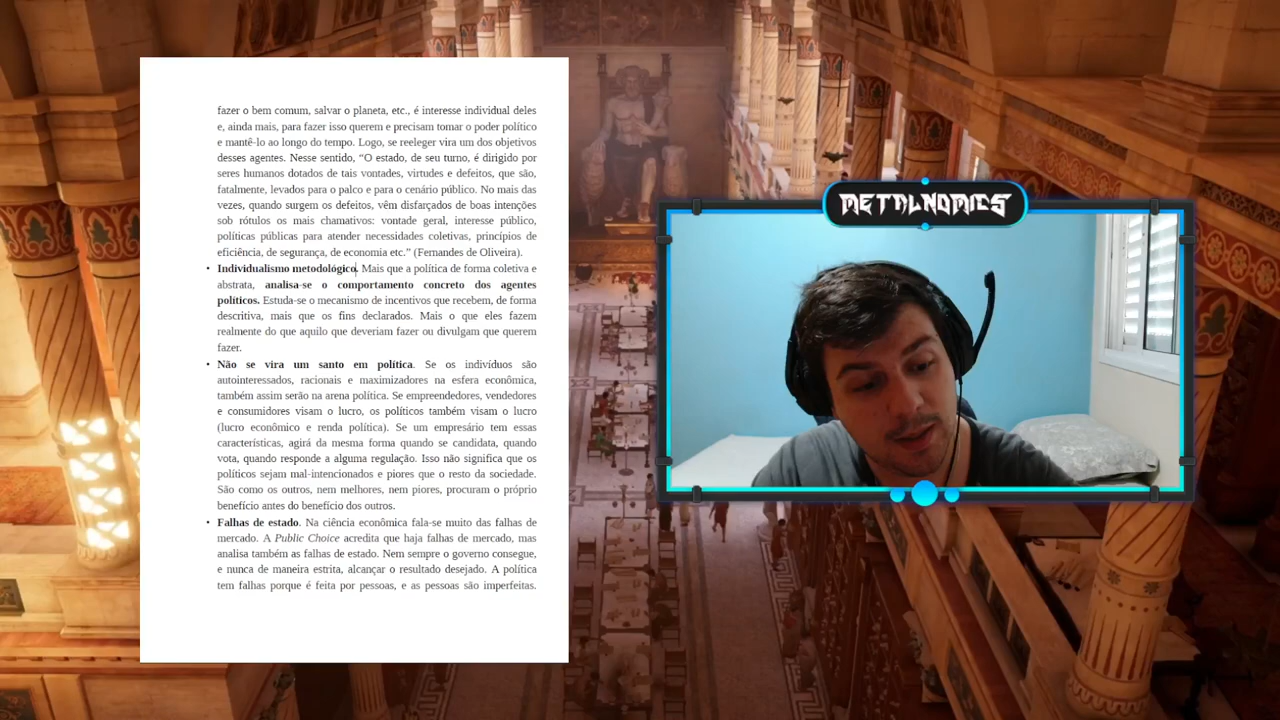 fazer o bem comum, salvar o planeta, etc., é interesse individual deles
e, ainda mais, para fazer isso querem e precisam tomar o poder político
e mantê-lo ao longo do tempo. Logo, se reeleger vira um dos objetivos
desses agentes. Nesse sentido, “O estado, de seu turno, é dirigido por
seres humanos dotados de tais vontades, virtudes e defeitos, que são,
fatalmente, levados para o palco e para o cenário público. No mais das
vezes, quando surgem os defeitos, vêm disfarçados de boas intenções
sob rótulos os mais chamativos: vontade geral, interesse público,
políticas públicas para atender necessidades coletivas, princípios de
eficiência, de segurança, de economia etc.” (Fernandes de Oliveira).
• Individualismo metodológico. Mais que a política de forma coletiva e
abstrata, analisa-se o comportamento concreto dos agentes
políticos. Estuda-se o mecanismo de incentivos que recebem, de forma
descritiva, mais que os fins declarados. Mais o que eles fazem
realmente do que aquilo que deveriam fazer ou divulgam que querem
fazer.
• Não se vira um santo em política. Se os indivíduos são
autointeressados, racionais e maximizadores na esfera econômica,
também assim serão na arena política. Se empreendedores, vendedores
e consumidores visam o lucro, os políticos também visam o lucro
(lucro econômico e renda política). Se um empresário tem essas
características, agirá da mesma forma quando se candidata, quando
vota, quando responde a alguma regulação. Isso não significa que os
políticos sejam mal-intencionados e piores que o resto da sociedade.
São como os outros, nem melhores, nem piores, procuram o próprio
benefício antes do benefício dos outros.
• Falhas de estado. Na ciência econômica fala-se muito das falhas de
mercado. A Public Choice acredita que haja falhas de mercado, mas
analisa também as falhas de estado. Nem sempre o governo consegue,
e nunca de maneira estrita, alcançar o resultado desejado. A política
tem falhas porque é feita por pessoas, e as pessoas são imperfeitas.
METALNOMICS